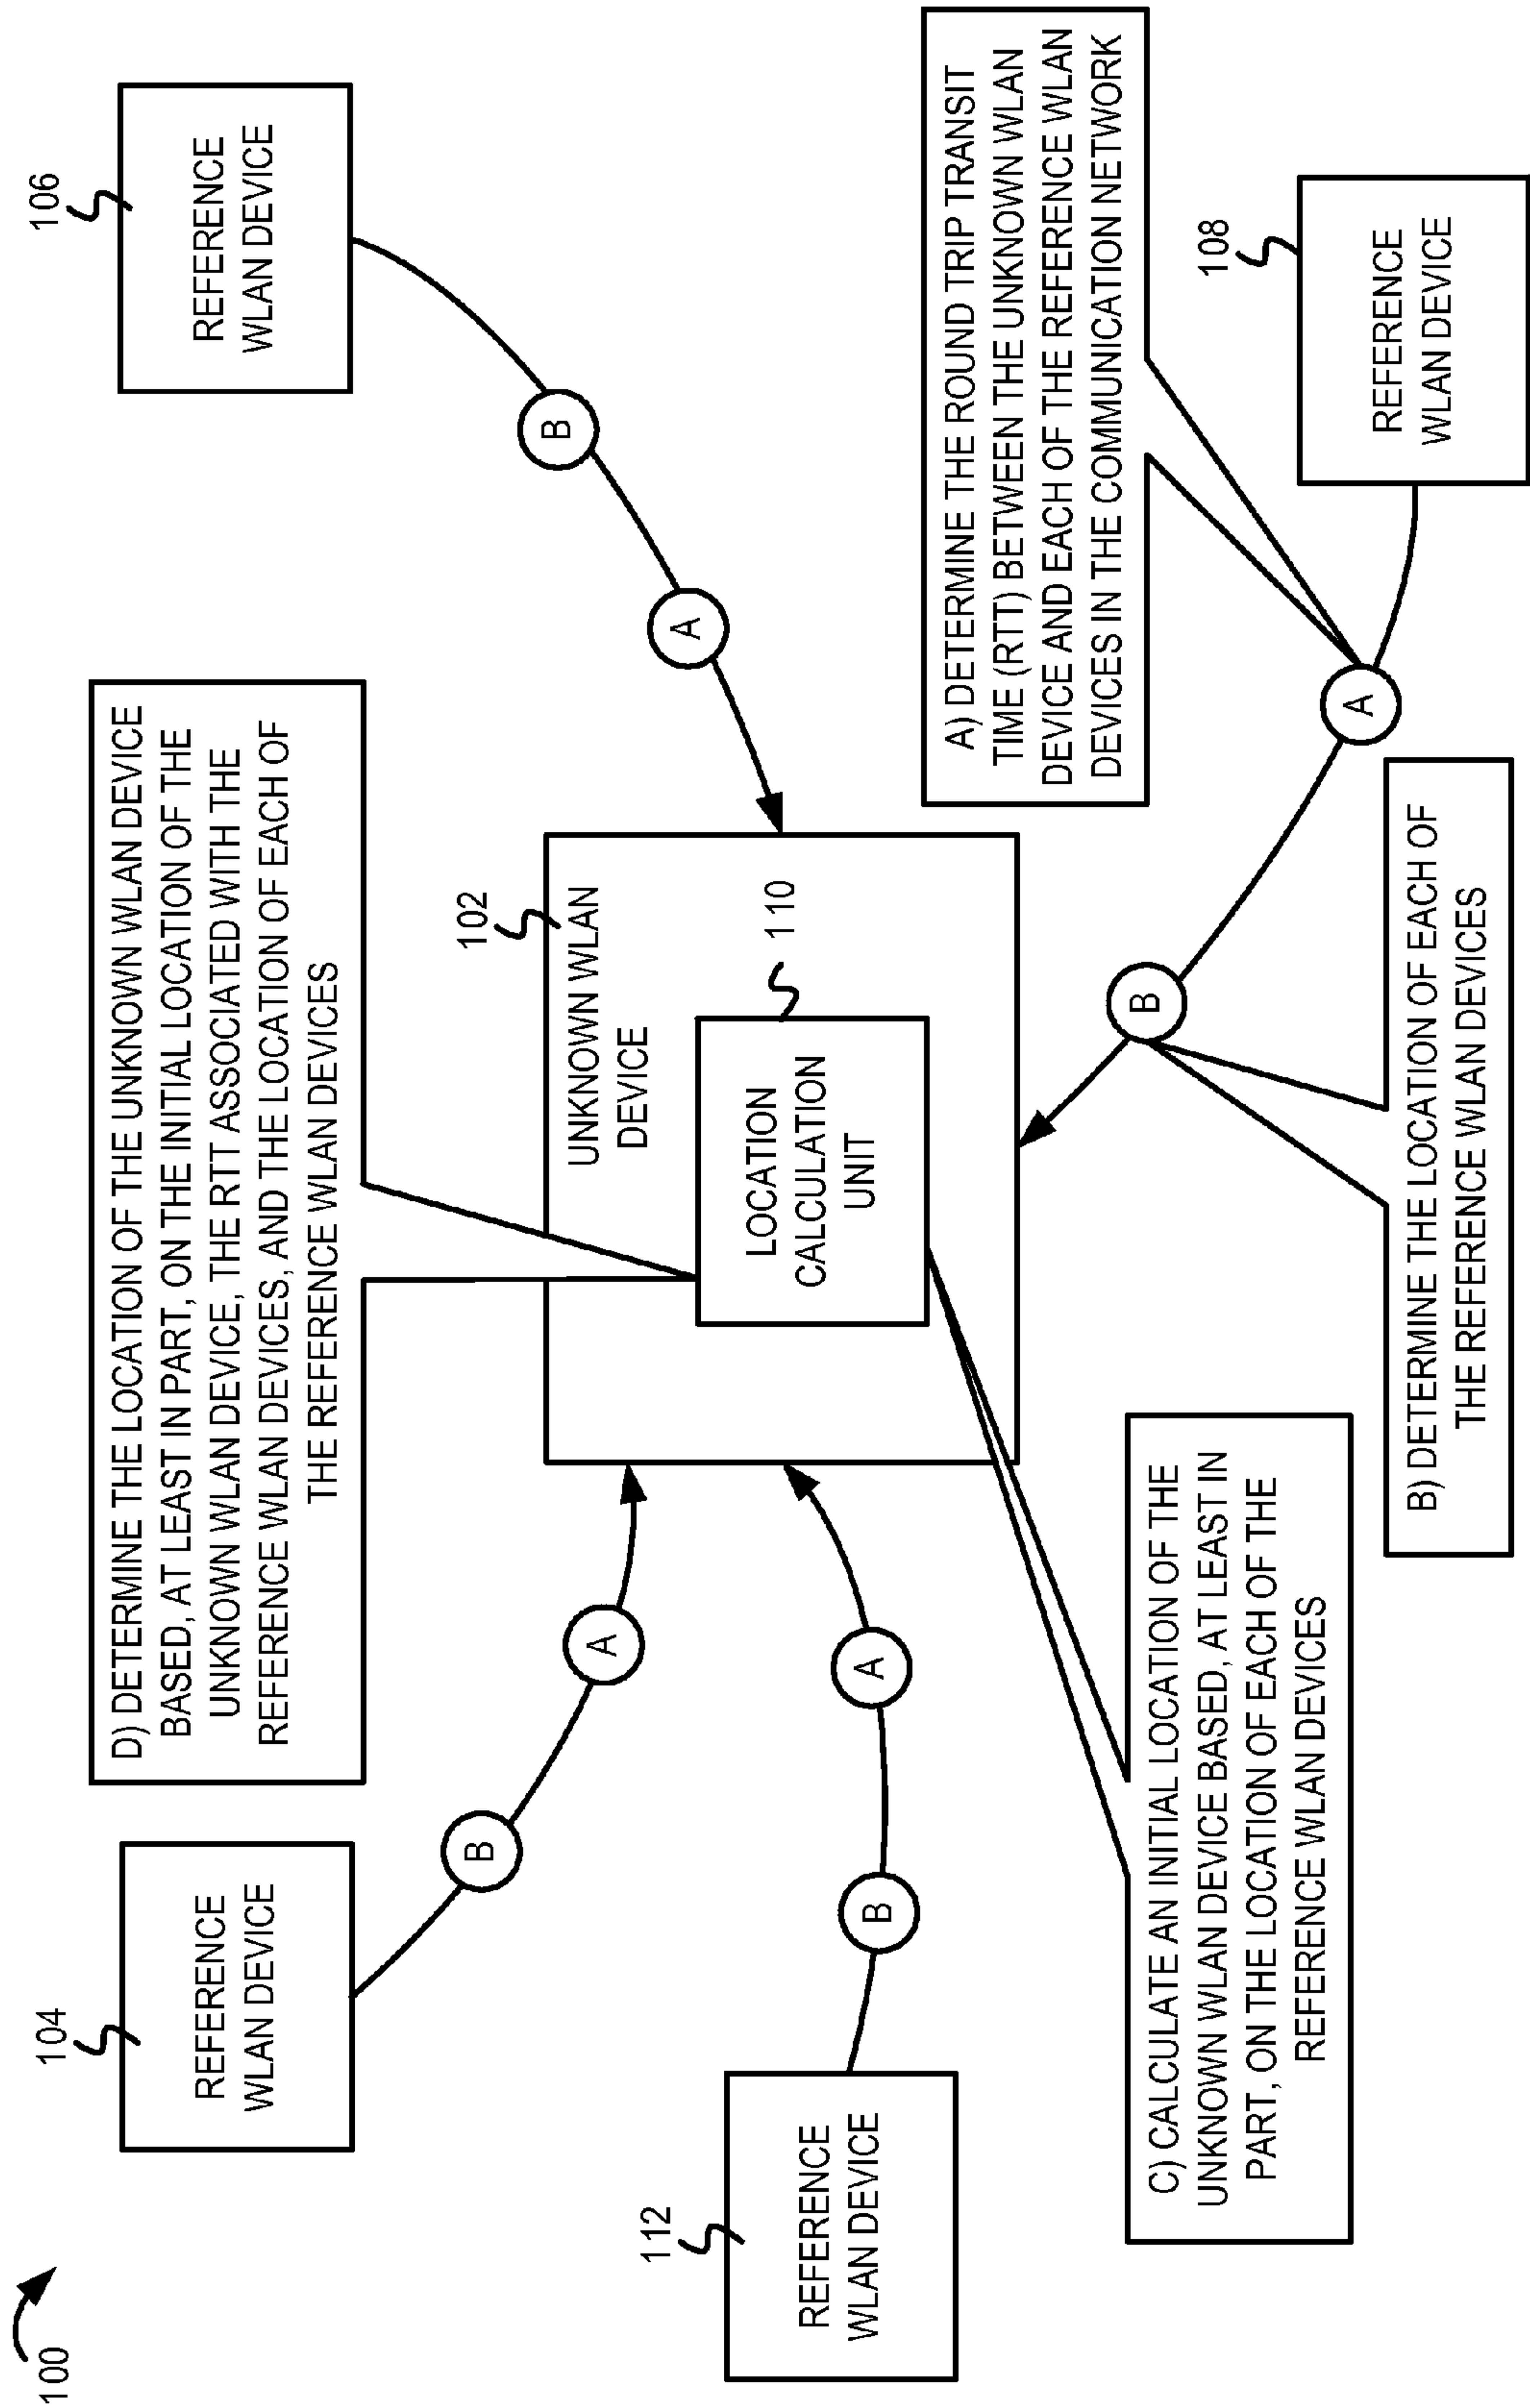 100
104
REFERENCE
WLAN DEVICE
D) DETERMINE THE LOCATION OF THE UNKNOWN WLAN DEVICE
BASED, AT LEAST IN PART, ON THE INITIAL LOCATION OF THE
UNKNOWN WLAN DEVICE, THE RTT ASSOCIATED WITH THE
REFERENCE WLAN DEVICES, AND THE LOCATION OF EACH OF
THE REFERENCE WLAN DEVICES
106
REFERENCE
WLAN DEVICE
B
A
B
A
102
UNKNOWN WLAN
DEVICE
LOCATION
CALCULATION
UNIT
110
112
REFERENCE
WLAN DEVICE
B
A
A) DETERMINE THE ROUND TRIP TRANSIT
TIME (RTT) BETWEEN THE UNKNOWN WLAN
DEVICE AND EACH OF THE REFERENCE WLAN
DEVICES IN THE COMMUNICATION NETWORK
C) CALCULATE AN INITIAL LOCATION OF THE
UNKNOWN WLAN DEVICE BASED, AT LEAST IN
PART, ON THE LOCATION OF EACH OF THE
REFERENCE WLAN DEVICES
B
A
108
REFERENCE
WLAN DEVICE
B) DETERMINE THE LOCATION OF EACH OF
THE REFERENCE WLAN DEVICES